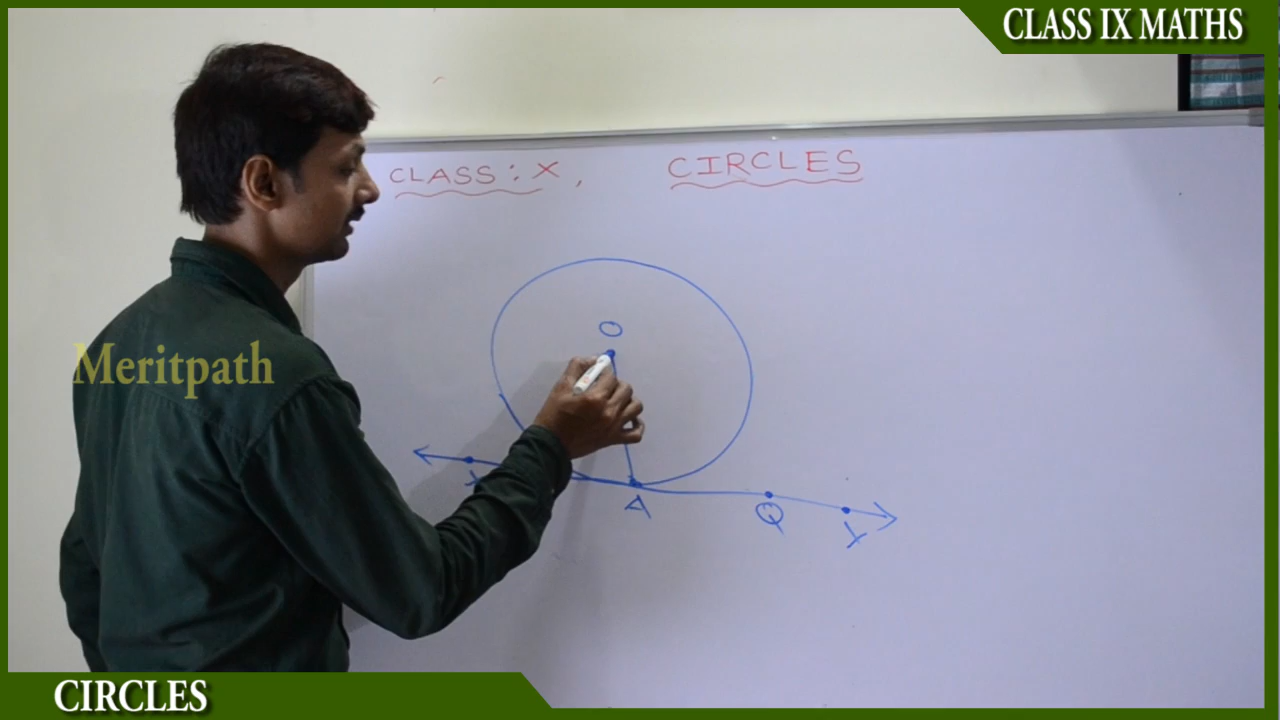 CLASS IX MATHS
CLASS: X, CIRCLES
O
Meritpath
X
A
Q
Y
CIRCLES